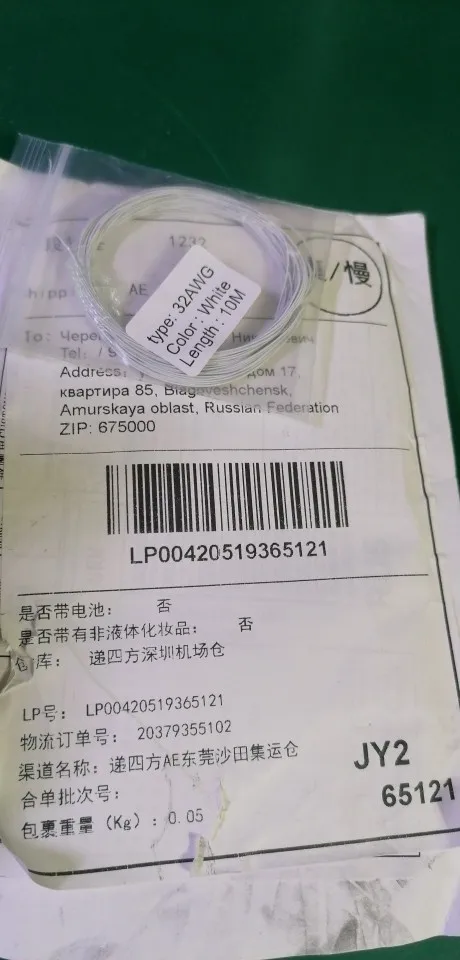 1232
/慢
AE
type: 32AWG
Color: White
Length: 10M
To:
Tel:
Address:
дом 17,
квартира 85, Blagoveshchensk,
Amurskaya oblast, Russian Federation
ZIP: 675000
LP00420519365121
是否带电池： 否
是否带有非液体化妆品： 否
库： 递四方深圳机场仓
LP号： LP00420519365121
物流订单号： 20379355102
渠道名称：递四方AE东莞沙田集运仓
JY2
合单批次号：
65121
包裹重量（Kg）：0.05